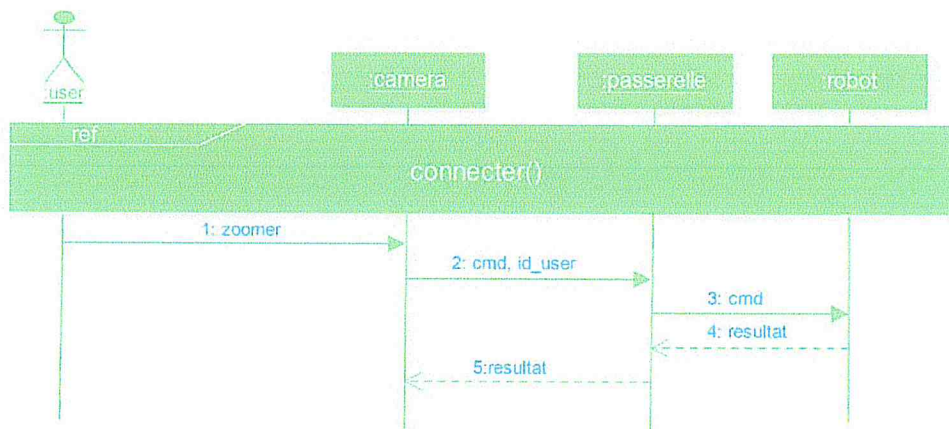 :user
:camera
:passerelle
:robot
ref
connecter()
1: zoomer
2: cmd, id_user
3: cmd
4: resultat
5:resultat